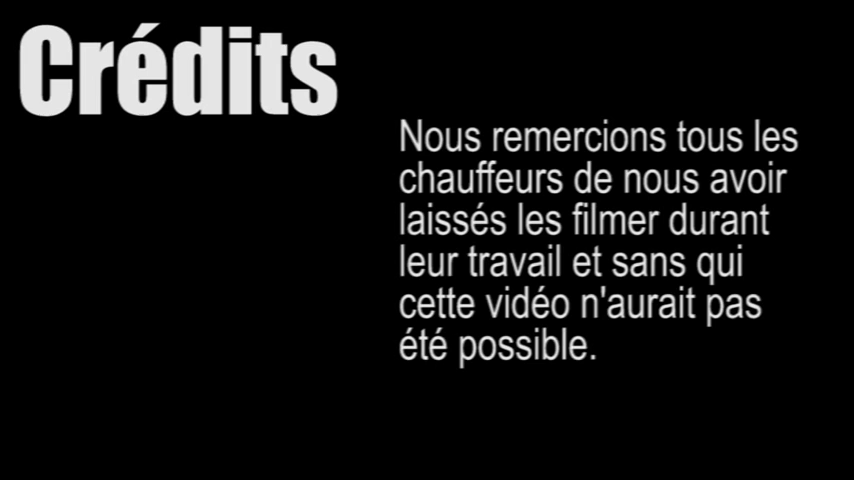 Crédits
Nous remercions tous les
chauffeurs de nous avoir
laissés les filmer durant
leur travail et sans qui
cette vidéo n'aurait pas
été possible.